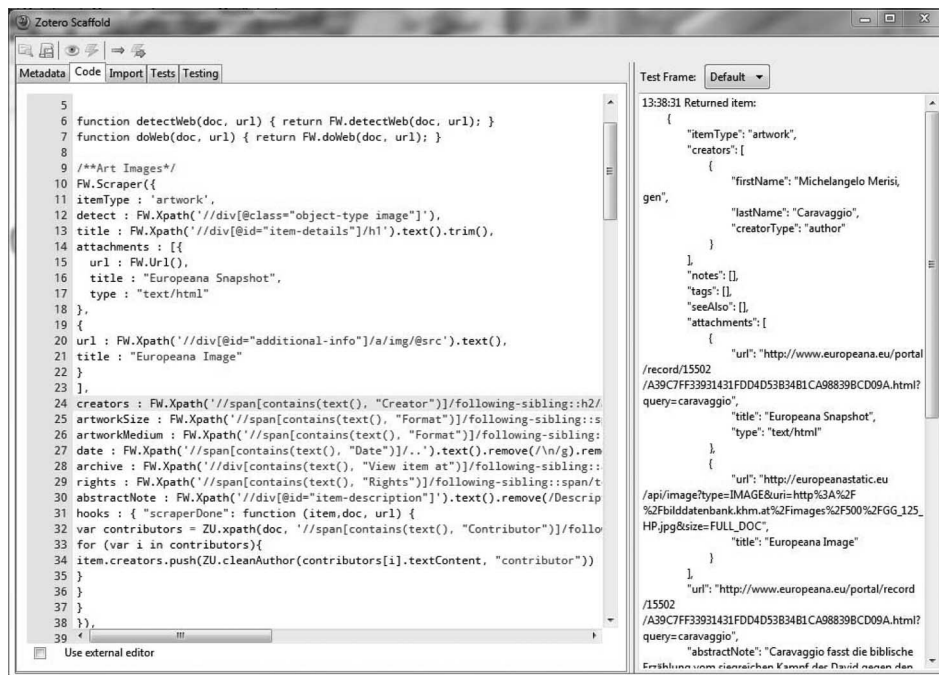 Zotero Scaffold
Metadata Code Import Tests Testing
5
6 function detectWeb(doc, url) { return FW.detectWeb(doc, url); }
7 function doWeb(doc, url) { return FW.doWeb(doc, url); }
8
9 /**Art Images*/
10 FW.Scraper({
11 itemType : 'artwork',
12 detect : FW.Xpath('//div[@class="object-type image"]'),
13 title : FW.Xpath('//div[@id="item-details"]/h1').text().trim(),
14 attachments : [{
15 url : FW.Url(),
16 title : "Europeana Snapshot",
17 type : "text/html"
18 },
19 {
20 url : FW.Xpath('//div[@id="additional-info"]/a/img/@src').text(),
21 title : "Europeana Image"
22 }
23 ],
24 creators : FW.Xpath('//span[contains(text(), "Creator")]/following-sibling::h2/
25 artworkSize : FW.Xpath('//span[contains(text(), "Format")]/following-sibling::s
26 artworkMedium : FW.Xpath('//span[contains(text(), "Format")]/following-sibling:
27 date : FW.Xpath('//span[contains(text(), "Date")]/..').text().remove(/\n/g).rem
28 archive : FW.Xpath('//div[contains(text(), "View item at")]/following-sibling::
29 rights : FW.Xpath('//span[contains(text(), "Rights")]/following-sibling::span/t
30 abstractNote : FW.Xpath('//div[@id="item-description"]').text().remove(/Descrip
31 hooks : { "scraperDone": function (item,doc, url) {
32 var contributors = ZU.xpath(doc, '//span[contains(text(), "Contributor")]/follo
33 for (var i in contributors){
34 item.creators.push(ZU.cleanAuthor(contributors[i].textContent, "contributor"))
35 }
36 }
37 }
38 }),
39
Use external editor
Test Frame: Default
13:38:31 Returned item:
{
"itemType": "artwork",
"creators": [
{
"firstName": "Michelangelo Merisi,
gen",
"lastName": "Caravaggio",
"creatorType": "author"
}
],
"notes": [],
"tags": [],
"seeAlso": [],
"attachments": [
{
"url": "http://www.europeana.eu/portal
/record/15502
/A39C7FF33931431FDD4D53B34B1CA98839BCD09A.html?
query=caravaggio",
"title": "Europeana Snapshot",
"type": "text/html"
},
{
"url": "http://europeanastatic.eu
/api/image?type=IMAGE&uri=http%3A%2F
%2Fbilddatenbank.khm.at%2Fimages%2F500%2FGG_125_
HP.jpg&size=FULL_DOC",
"title": "Europeana Image"
}
],
"url": "http://www.europeana.eu/portal/record
/15502
/A39C7FF33931431FDD4D53B34B1CA98839BCD09A.html?
query=caravaggio",
"abstractNote": "Caravaggio fasst die biblische
Erzählung vom siegreichen Kampf des David gegen den